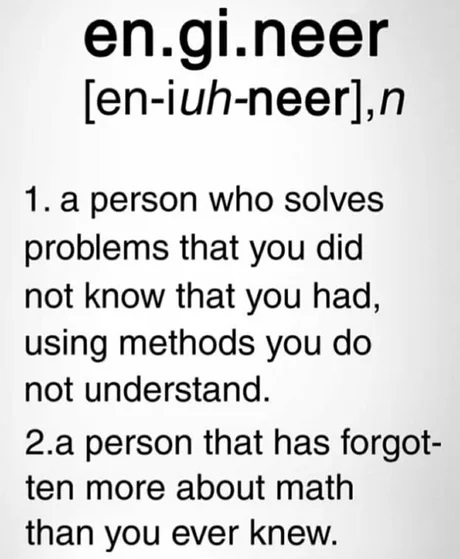 en.gi.neer
[en-iuh-neer],n
1. a person who solves
problems that you did
not know that you had,
using methods you do
not understand.
2.a person that has forgot-
ten more about math
than you ever knew.